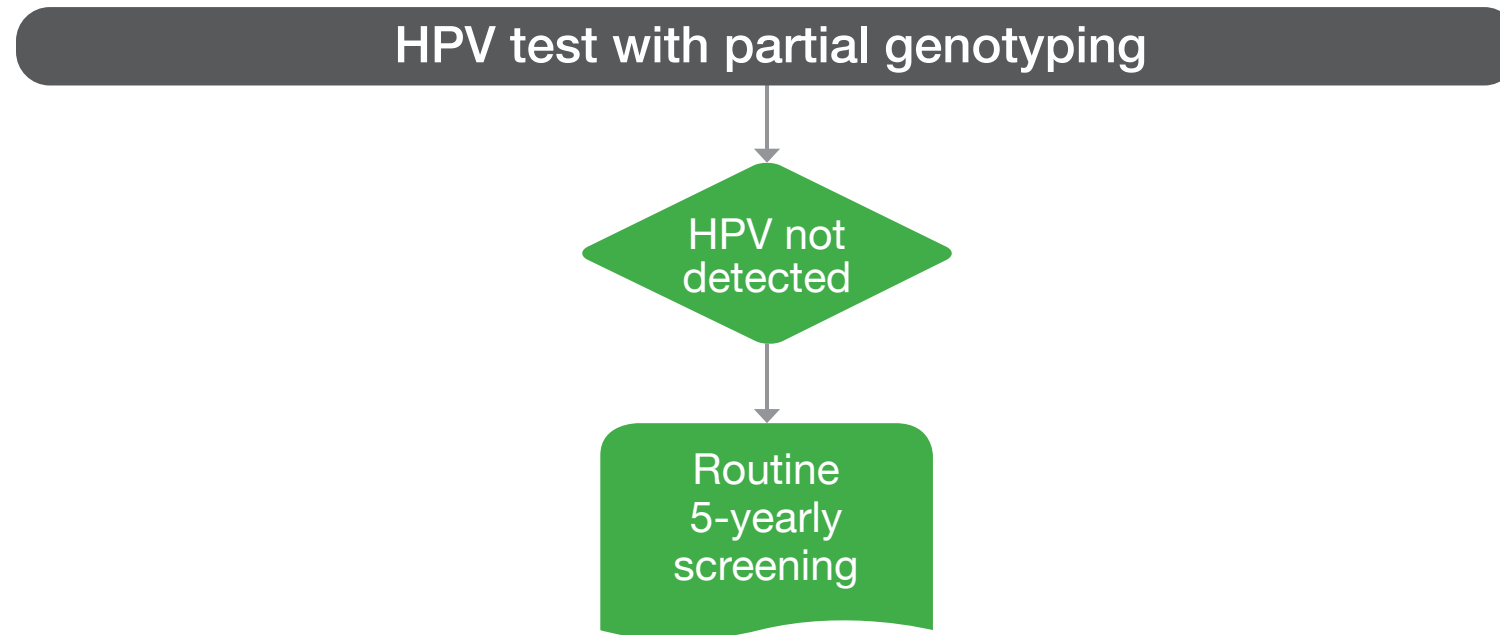 HPV test with partial genotyping
HPV not
detected
Routine
5-yearly
screening